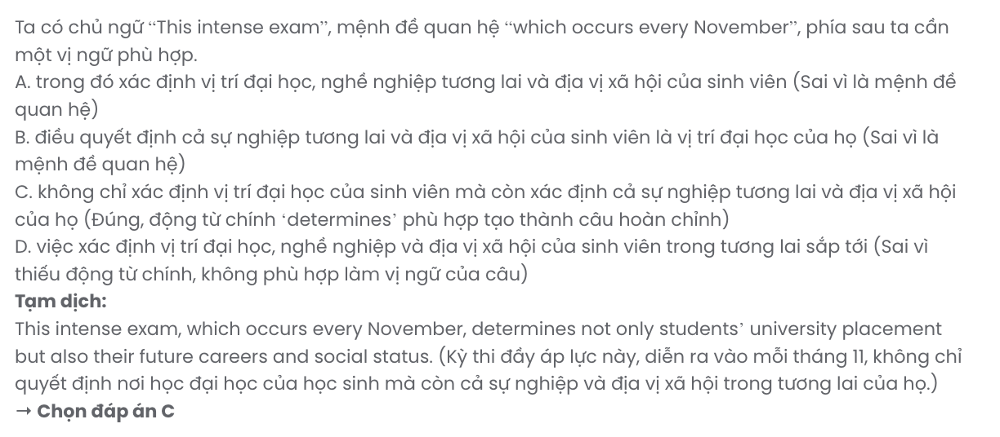 Ta có chủ ngữ “This intense exam”, mệnh đề quan hệ “which occurs every November”, phía sau ta cần
một vị ngữ phù hợp.
A. trong đó xác định vị trí đại học, nghề nghiệp tương lai và địa vị xã hội của sinh viên (Sai vì là mệnh đề
quan hệ)
B. điều quyết định cả sự nghiệp tương lai và địa vị xã hội của sinh viên là vị trí đại học của họ (Sai vì là
mệnh đề quan hệ)
C. không chỉ xác định vị trí đại học của sinh viên mà còn xác định cả sự nghiệp tương lai và địa vị xã hội
của họ (Đúng, động từ chính ‘determines’ phù hợp tạo thành câu hoàn chỉnh)
D. việc xác định vị trí đại học, nghề nghiệp và địa vị xã hội của sinh viên trong tương lai sắp tới (Sai vì
thiếu động từ chính, không phù hợp làm vị ngữ của câu)
Tạm dịch:
This intense exam, which occurs every November, determines not only students’ university placement
but also their future careers and social status. (Kỳ thi đầy áp lực này, diễn ra vào mỗi tháng 11, không chỉ
quyết định nơi học đại học của học sinh mà còn cả sự nghiệp và địa vị xã hội trong tương lai của họ.)
→ Chọn đáp án C